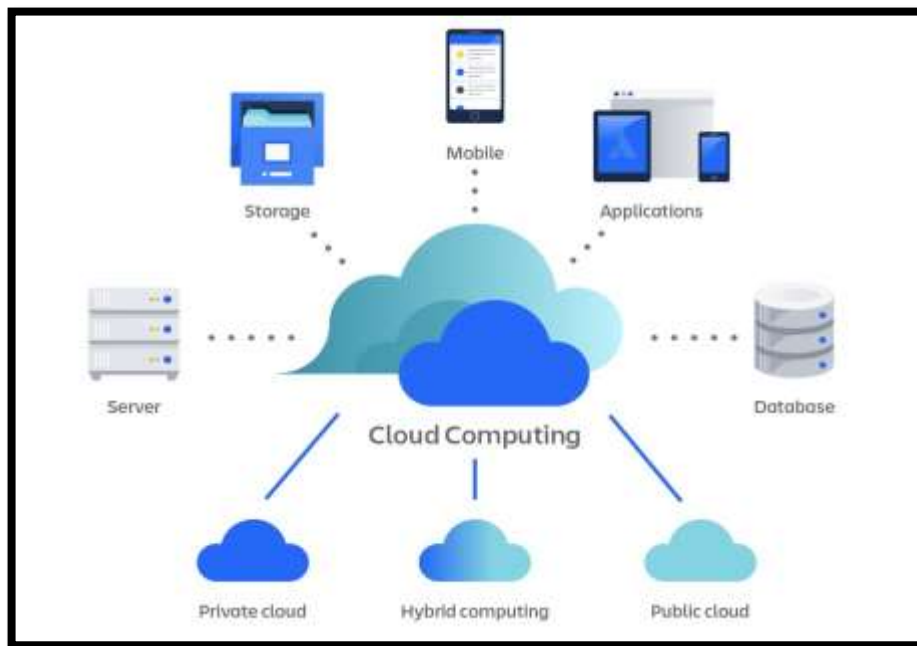 Mobile
Storage
Applications
Server
Database
Cloud Computing
Private cloud
Hybrid computing
Public cloud